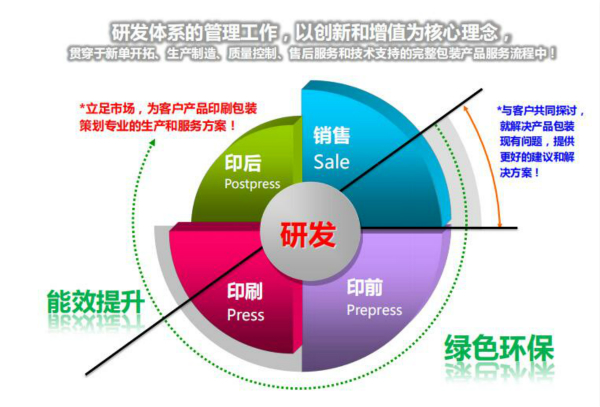 研发体系的管理工作，以创新和增值为核心理念，
贯穿于新单开拓、生产制造、质量控制、售后服务和技术支持的完整包装产品服务流程中！
*立足市场，为客户产品印刷包装
策划专业的生产和服务方案！
*与客户共同探讨，
就解决产品包装
现有问题，提供
更好的建议和解
决方案！
销售
Sale
印后
Postpress
研发
印刷
Press
印前
Prepress
能效提升
绿色环保